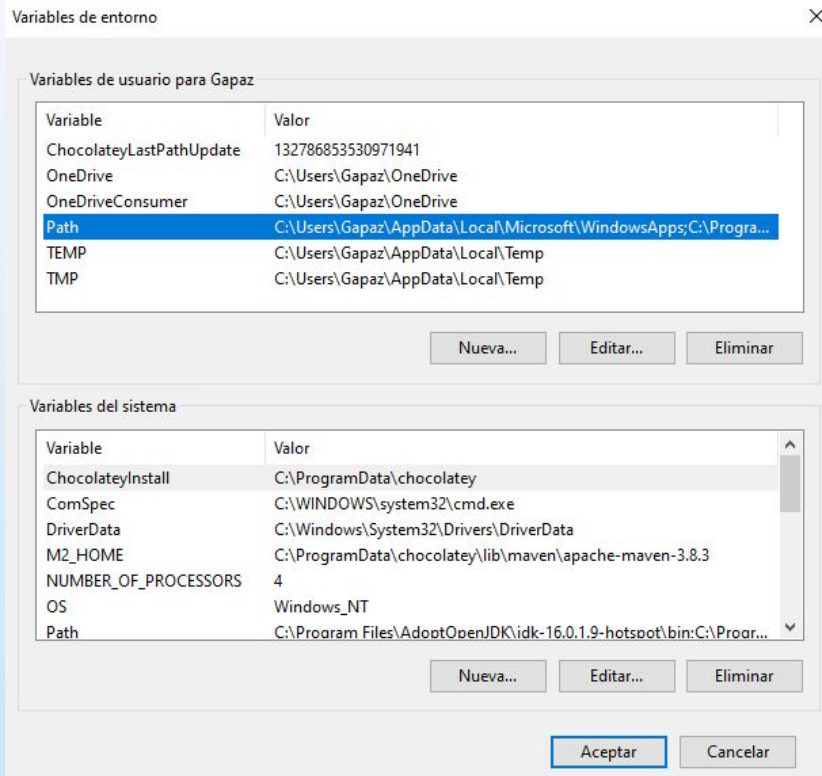 Variables de entorno
Variables de usuario para Gapaz
Variable Valor
ChocolateyLastPathUpdate 132786853530971941
OneDrive C:\Users\Gapaz\OneDrive
OneDriveConsumer C:\Users\Gapaz\OneDrive
Path C:\Users\Gapaz\AppData\Local\Microsoft\WindowsApps;C:\Progra...
TEMP C:\Users\Gapaz\AppData\Local\Temp
TMP C:\Users\Gapaz\AppData\Local\Temp
Nueva... Editar... Eliminar
Variables del sistema
Variable Valor
ChocolateyInstall C:\ProgramData\chocolatey
ComSpec C:\WINDOWS\system32\cmd.exe
DriverData C:\Windows\System32\Drivers\DriverData
M2_HOME C:\ProgramData\chocolatey\lib\maven\apache-maven-3.8.3
NUMBER_OF_PROCESSORS 4
OS Windows_NT
Path C:\Program Files\AdoptOpenJDK\jdk-16.0.1.9-hotspot\bin;C:\Progr...
Nueva... Editar... Eliminar
Aceptar Cancelar